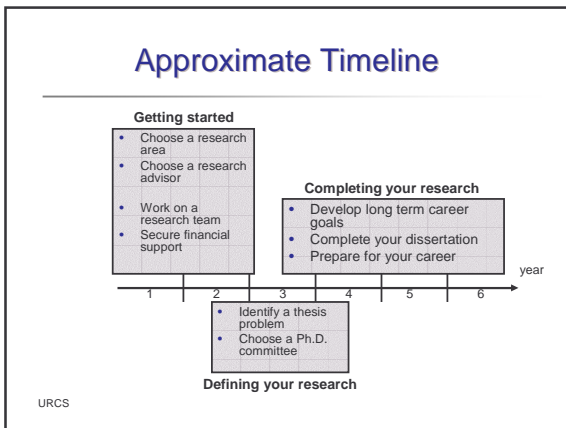 Approximate Timeline
Getting started
• Choose a research
area
• Choose a research
advisor
• Work on a
research team
• Secure financial
support
Completing your research
• Develop long term career
goals
• Complete your dissertation
• Prepare for your career
year
1 2 3 4 5 6
• Identify a thesis
problem
• Choose a Ph.D.
committee
Defining your research
URCS